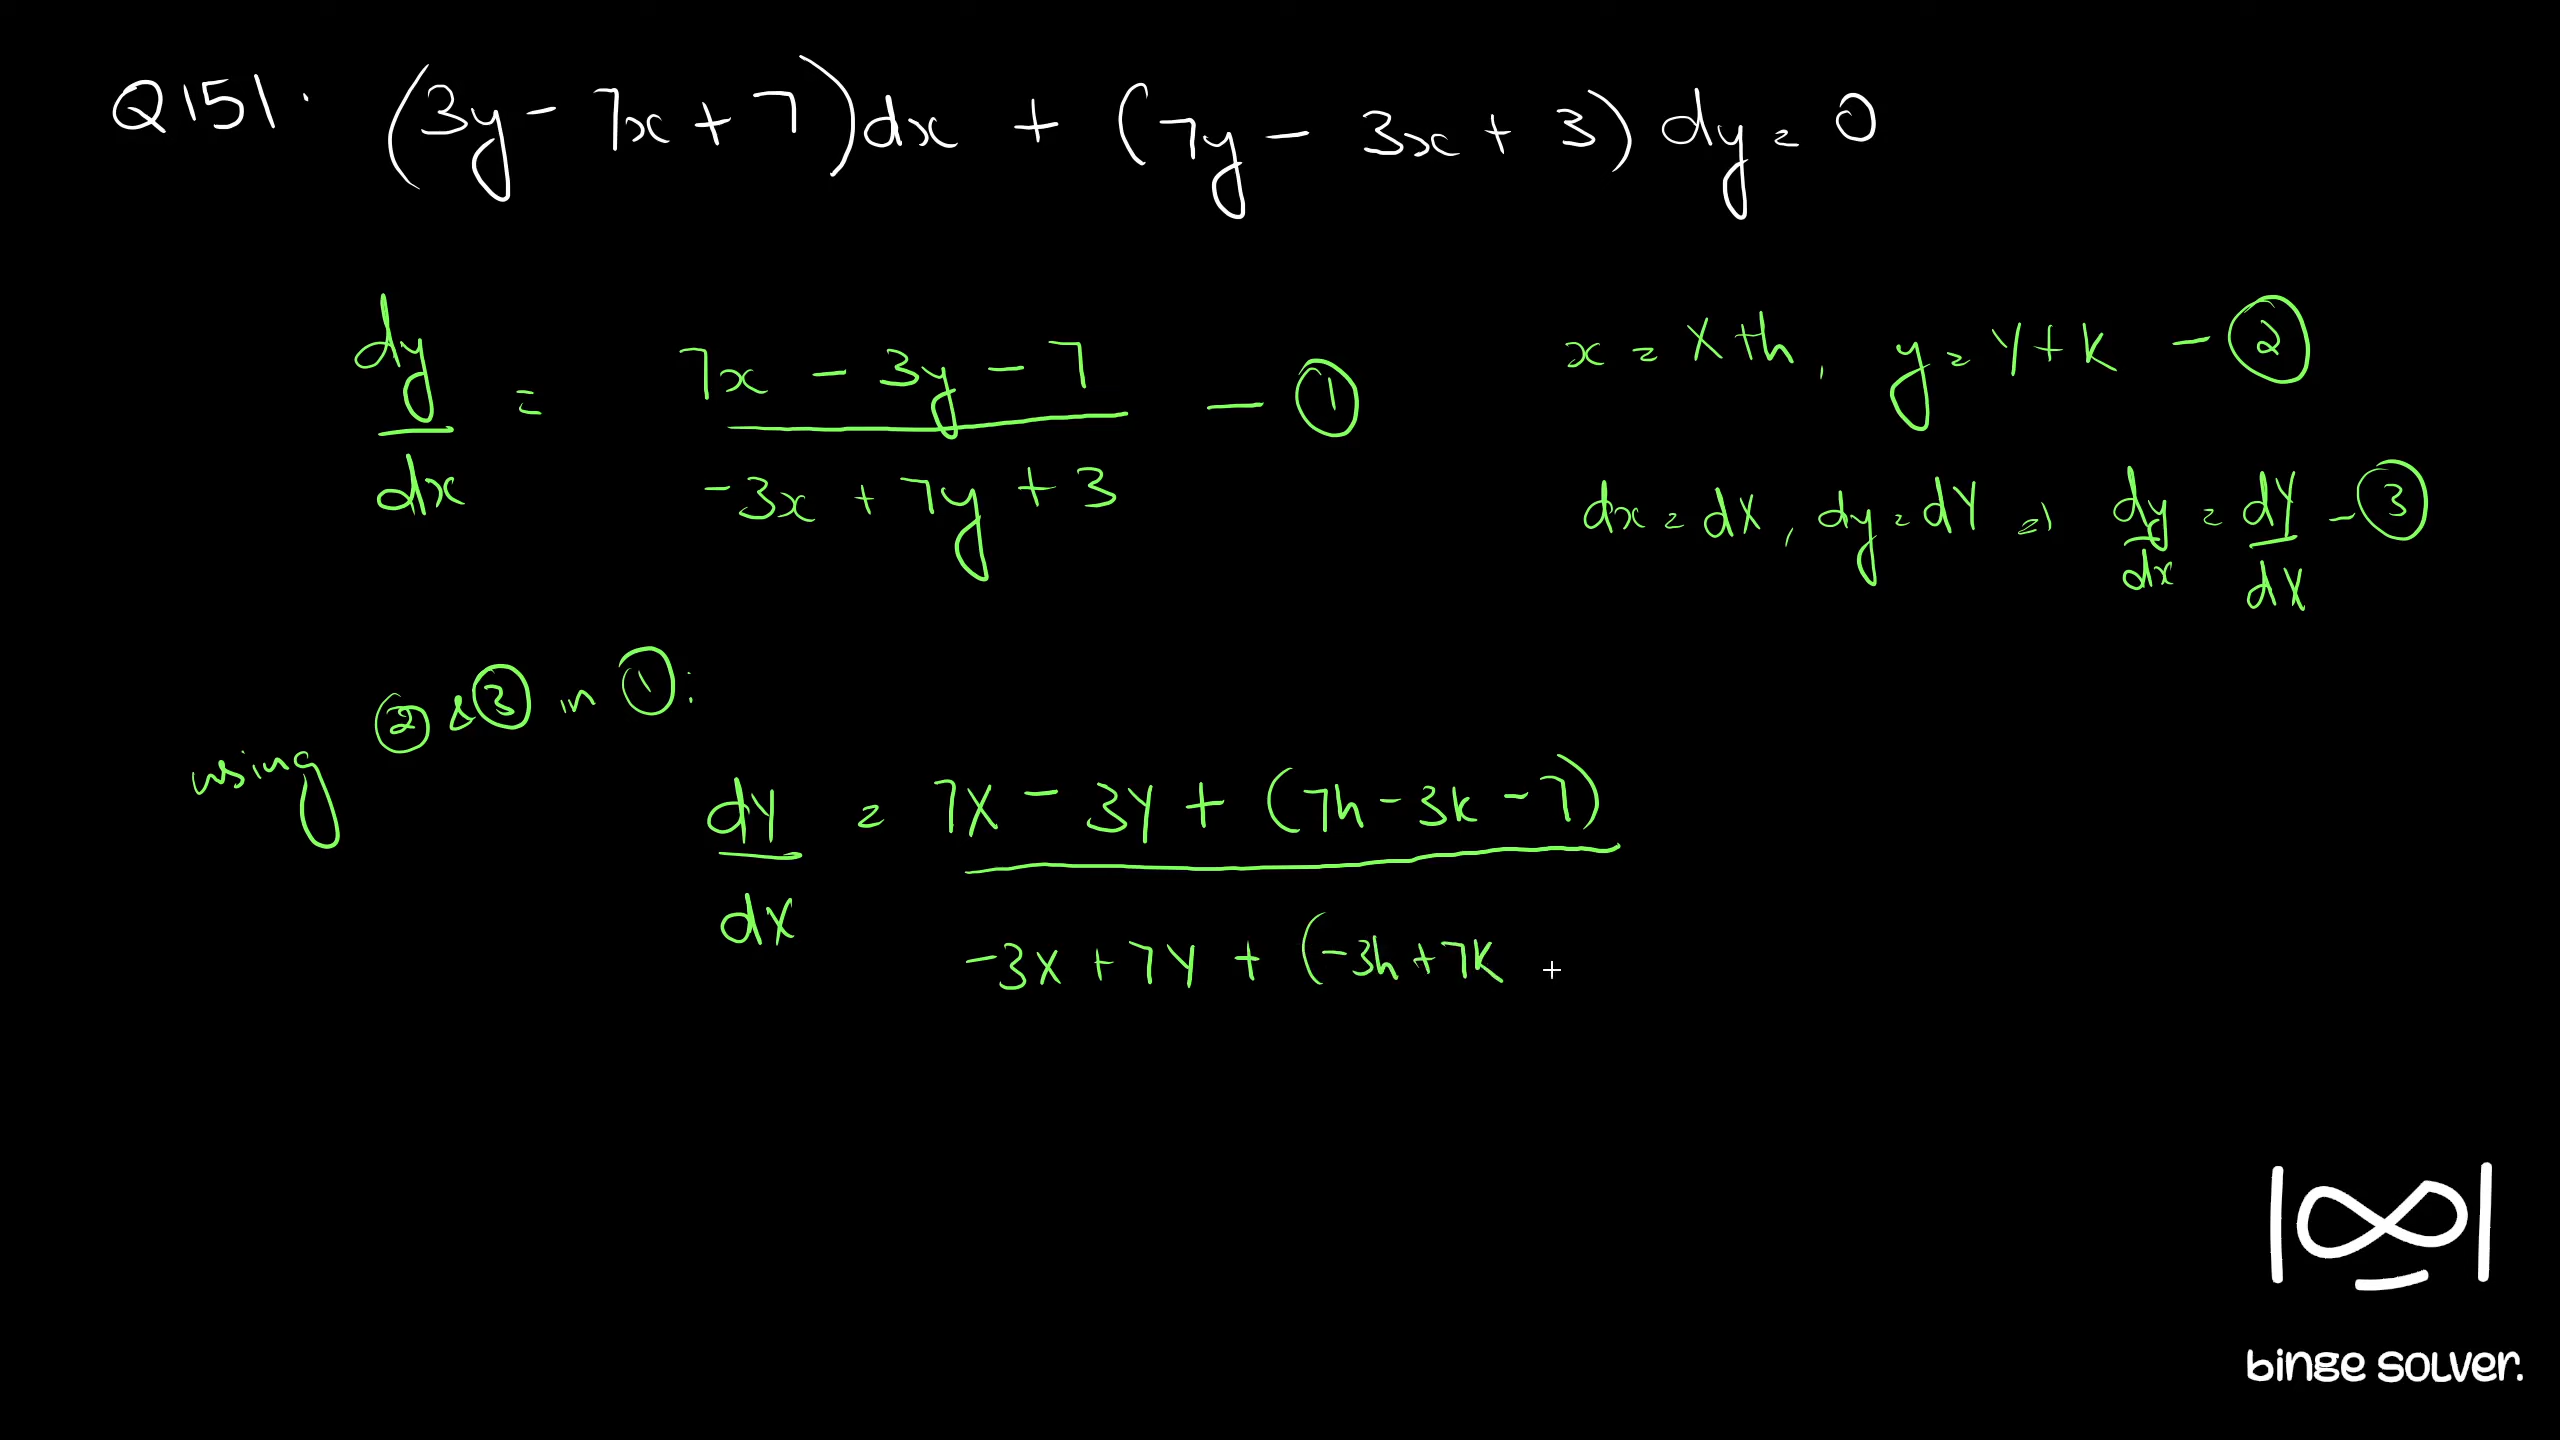 Q151. (3y - 7x + 7)dx + (7y - 3x + 3) dy = 0
dy/dx = (7x - 3y - 7)/(-3x + 7y + 3) - ①
x = X+h, y = Y+k - ②
dx = dX, dy = dY ⇒ dy/dx = dY/dX - ③
using ② & ③ in ①:
dY/dX = 7X - 3Y + (7h - 3k - 7)
-3X + 7Y + (-3h + 7k +
binge solver.